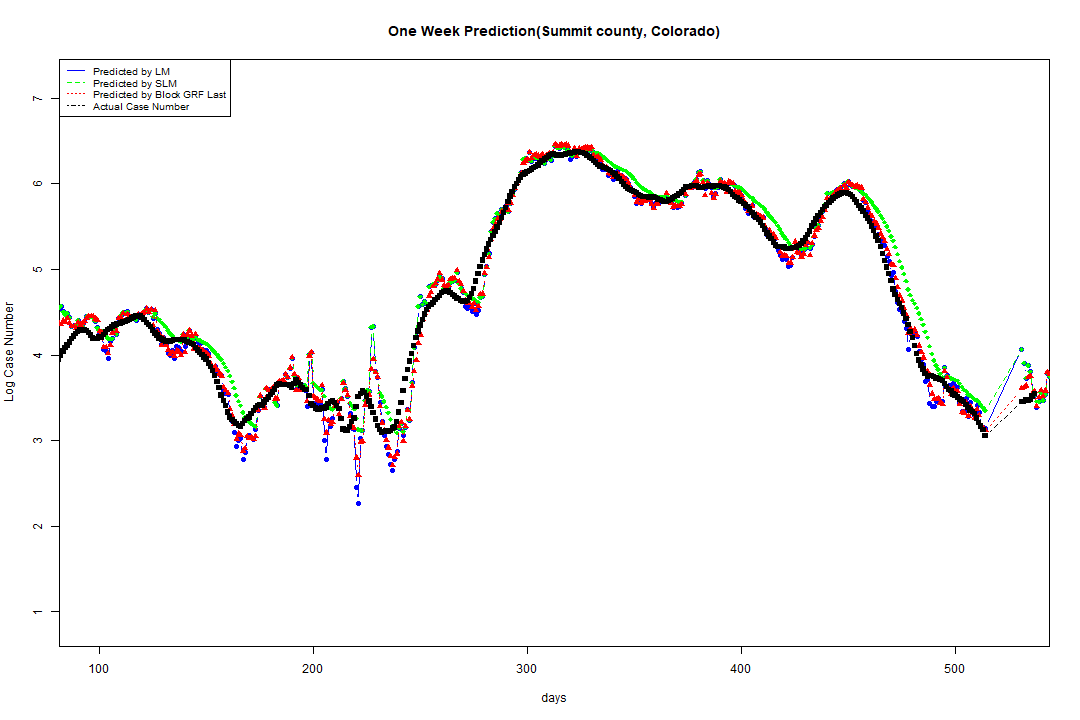 One Week Prediction(Summit county, Colorado)
Predicted by LM
Predicted by SLM
Predicted by Block GRF Last
Actual Case Number
Log Case Number
7
6
5
4
3
2
1
100 200 300 400 500
days